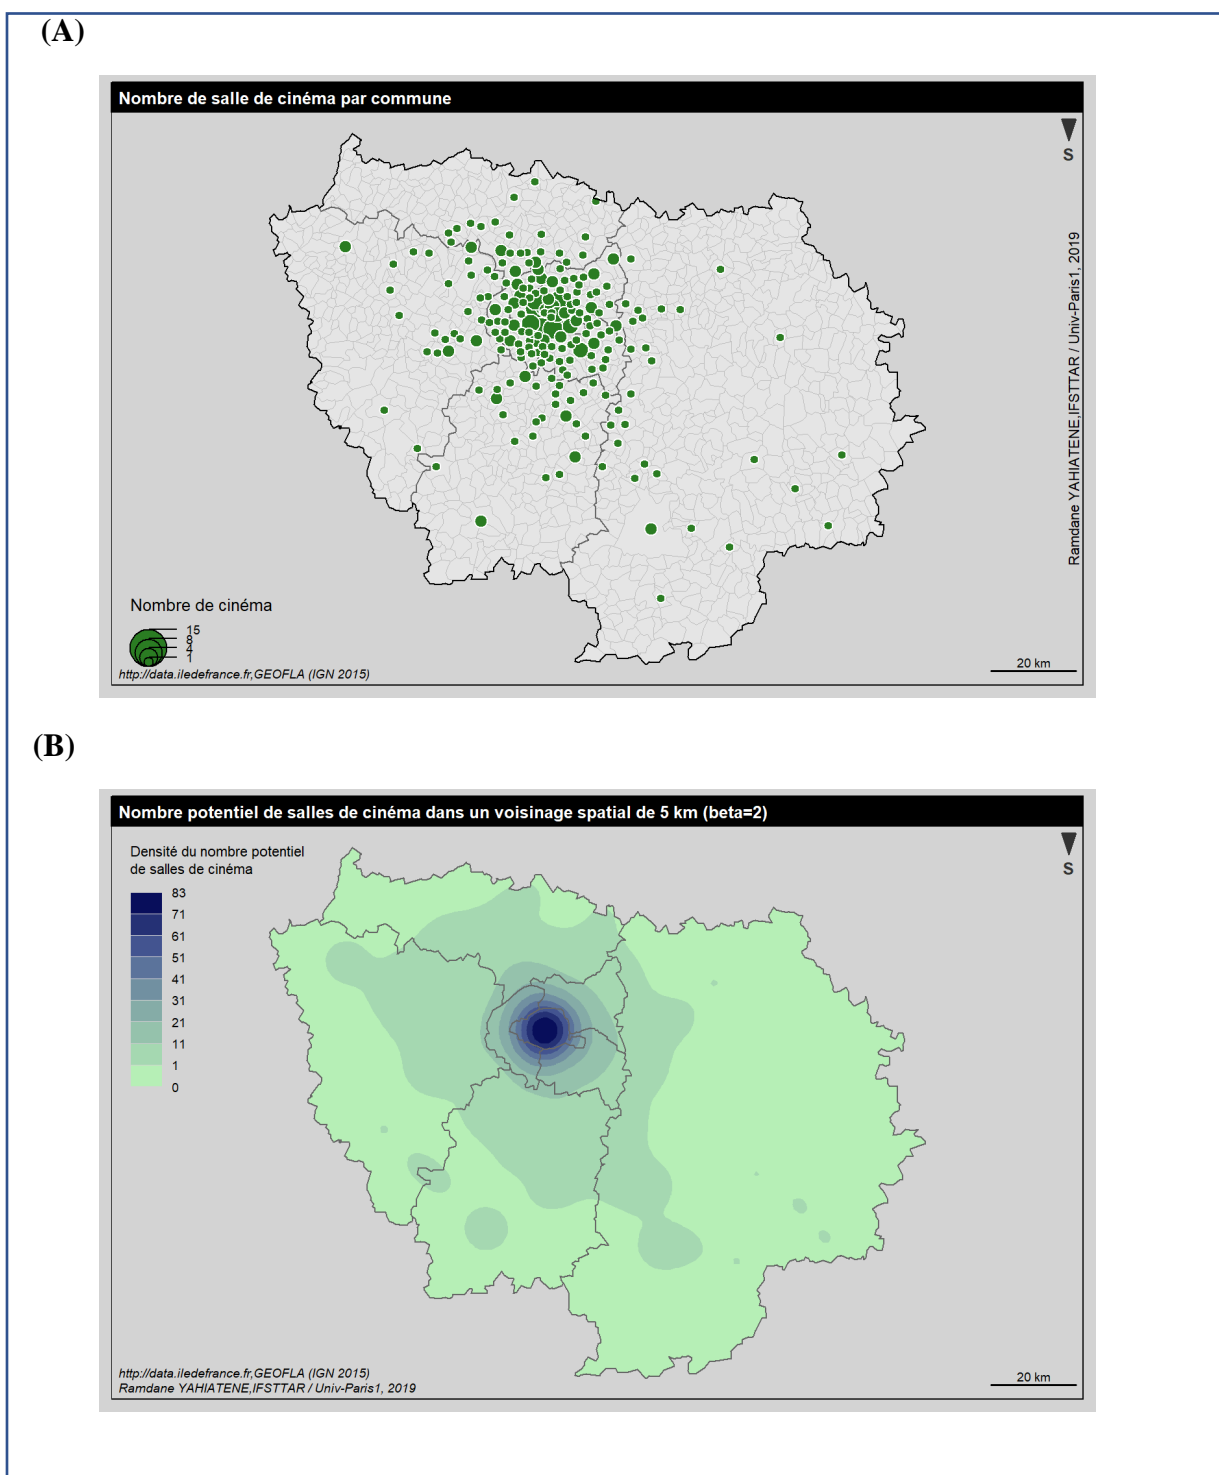 (A)
Nombre de salle de cinéma par commune
S
Ramdane YAHIATENE,IFSTTAR / Univ-Paris1, 2019
Nombre de cinéma
15
8
4
1
http://data.iledefrance.fr,GEOFLA (IGN 2015)
20 km
(B)
Nombre potentiel de salles de cinéma dans un voisinage spatial de 5 km (beta=2)
S
Densité du nombre potentiel
de salles de cinéma
83
71
61
51
41
31
21
11
1
0
http://data.iledefrance.fr,GEOFLA (IGN 2015)
Ramdane YAHIATENE,IFSTTAR / Univ-Paris1, 2019
20 km